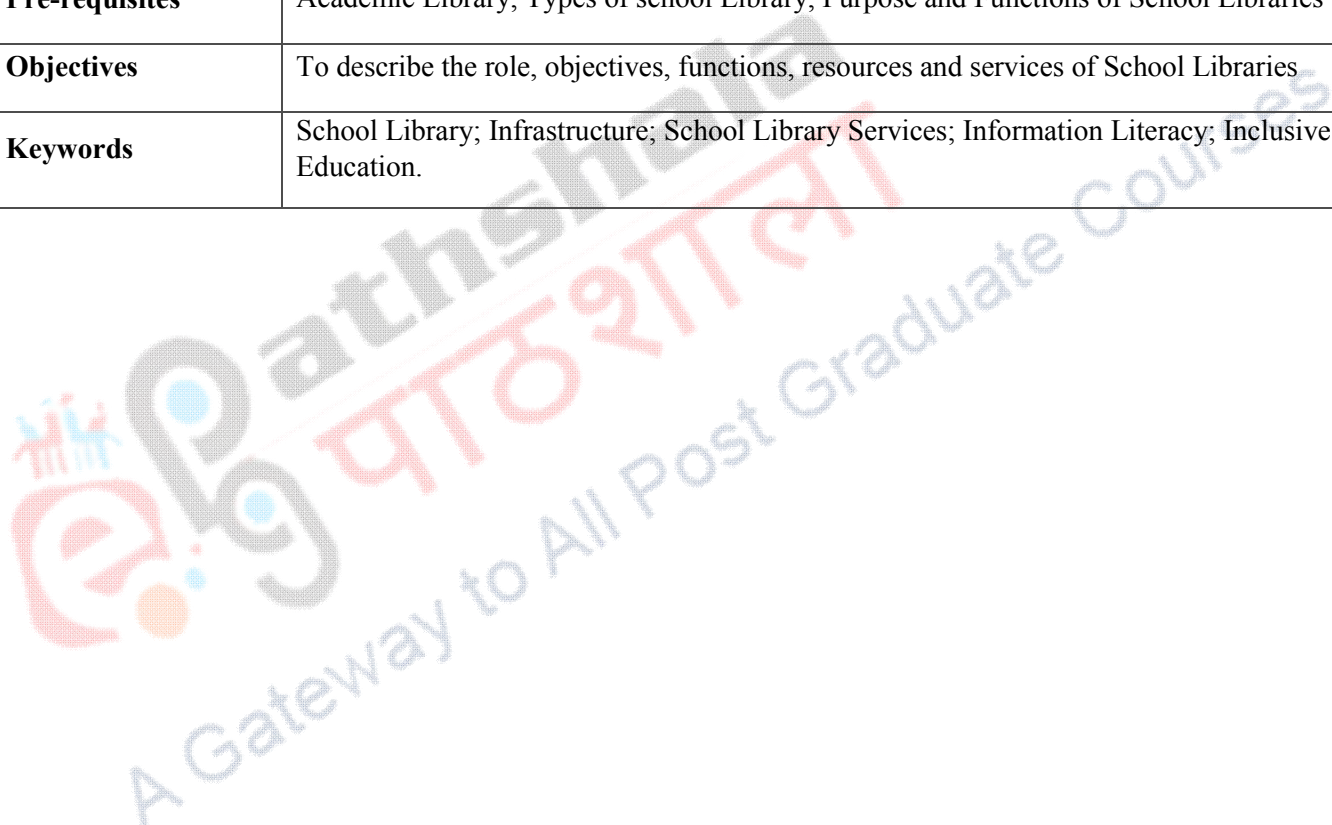 Pre-requisites Academic Library; Types of school Library; Purpose and Functions of School Libraries
Objectives To describe the role, objectives, functions, resources and services of School Libraries
Keywords School Library; Infrastructure; School Library Services; Information Literacy; Inclusive
Education.
e
pg
athshala
पाठशाला
A Gateway to All Post Graduate Courses